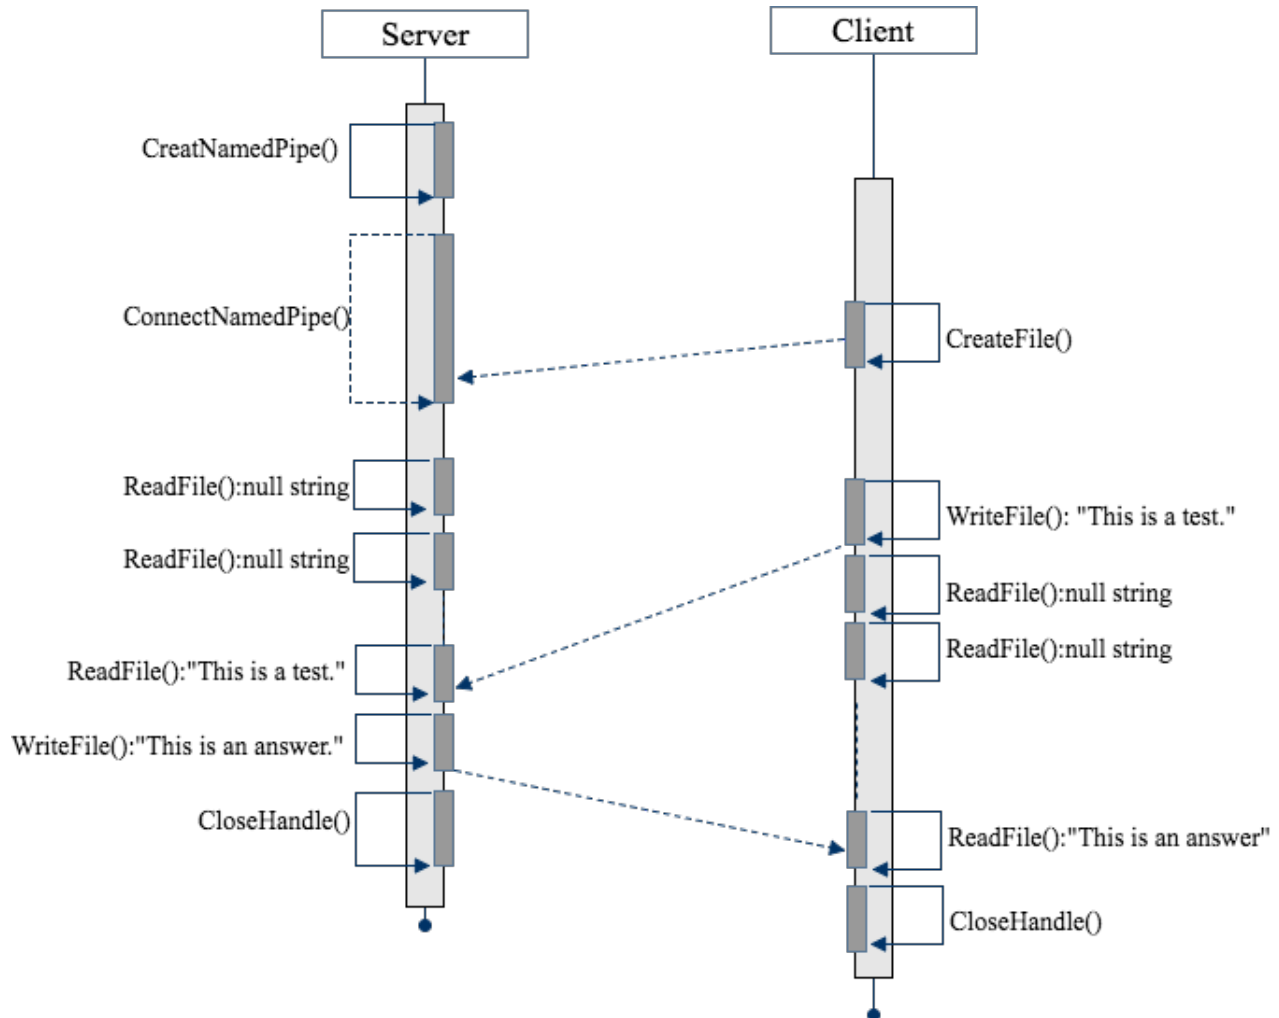 Server
Client
CreatNamedPipe()
ConnectNamedPipe()
CreateFile()
ReadFile():null string
WriteFile(): "This is a test."
ReadFile():null string
ReadFile():null string
ReadFile():null string
ReadFile():"This is a test."
WriteFile():"This is an answer."
CloseHandle()
ReadFile():"This is an answer"
CloseHandle()